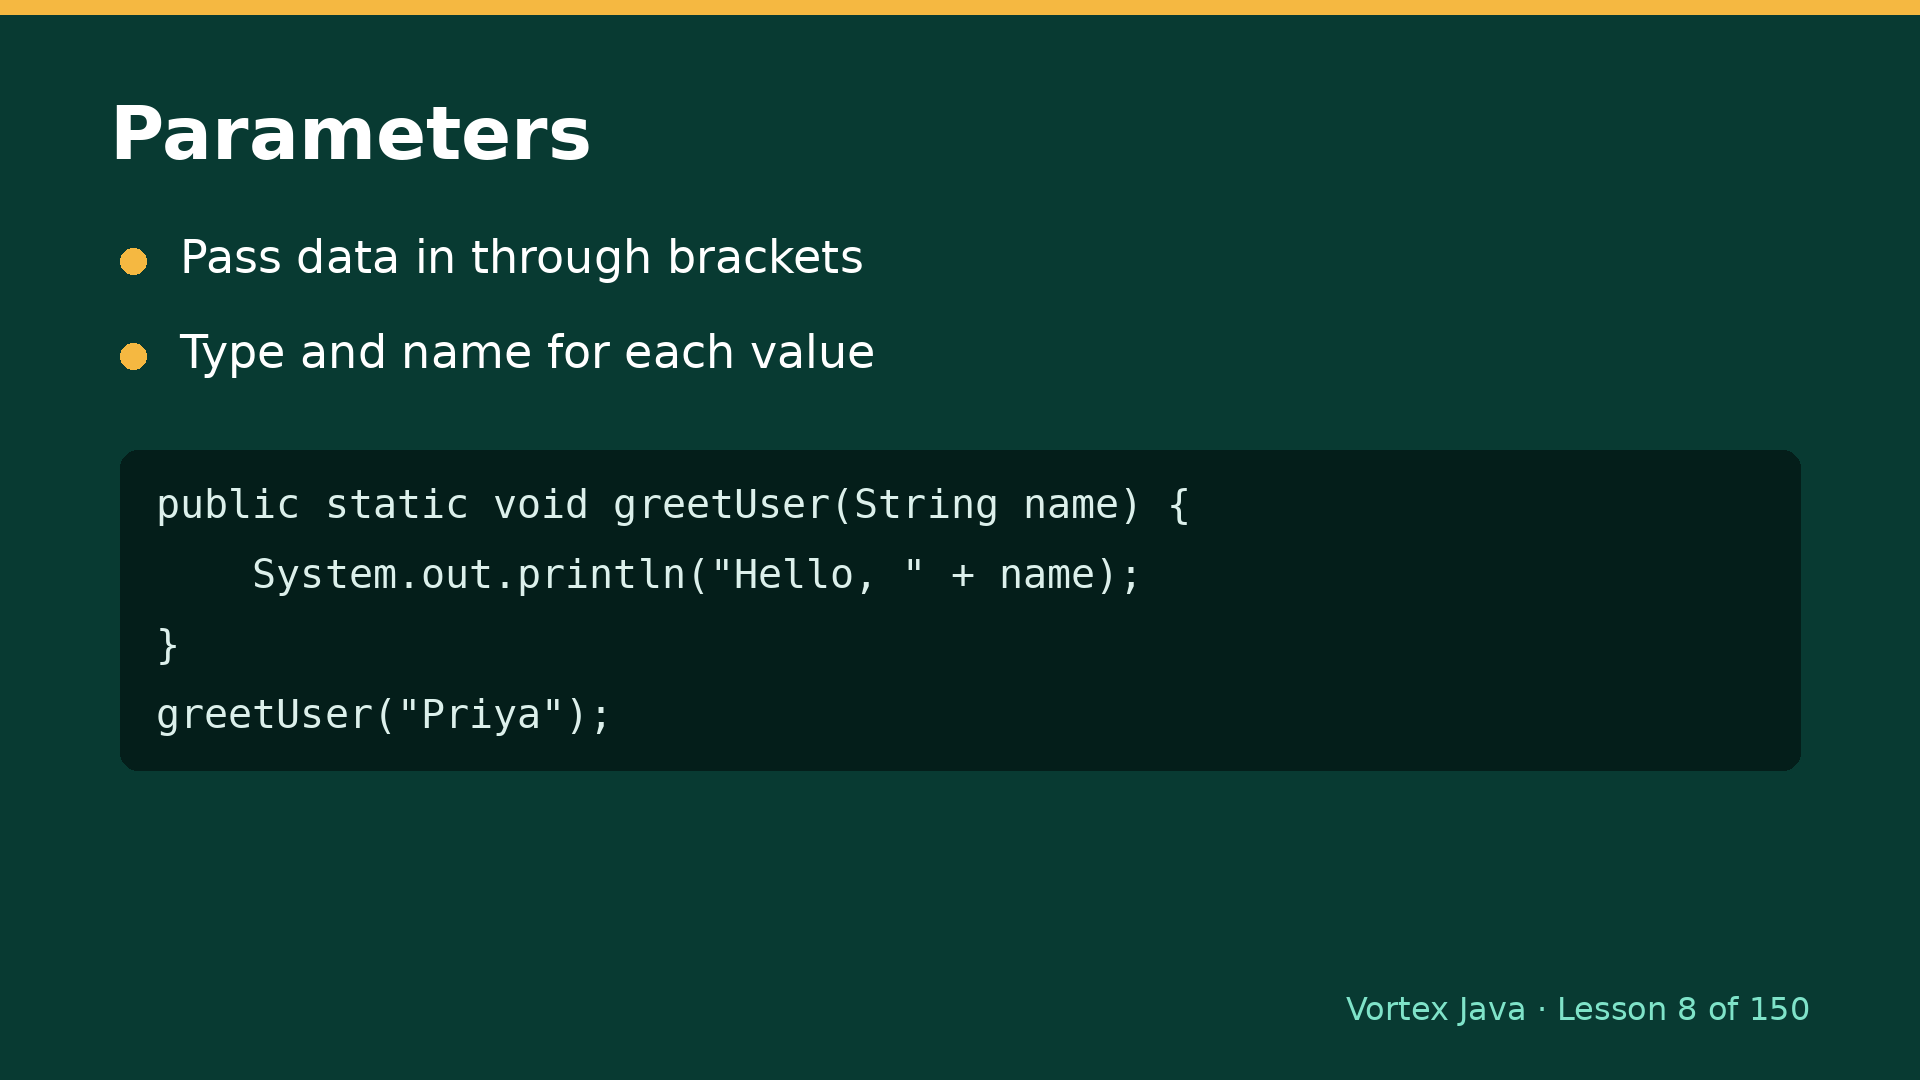 Parameters
Pass data in through brackets
Type and name for each value
public static void greetUser(String name) {
    System.out.println("Hello, " + name);
}
greetUser("Priya");
Vortex Java · Lesson 8 of 150